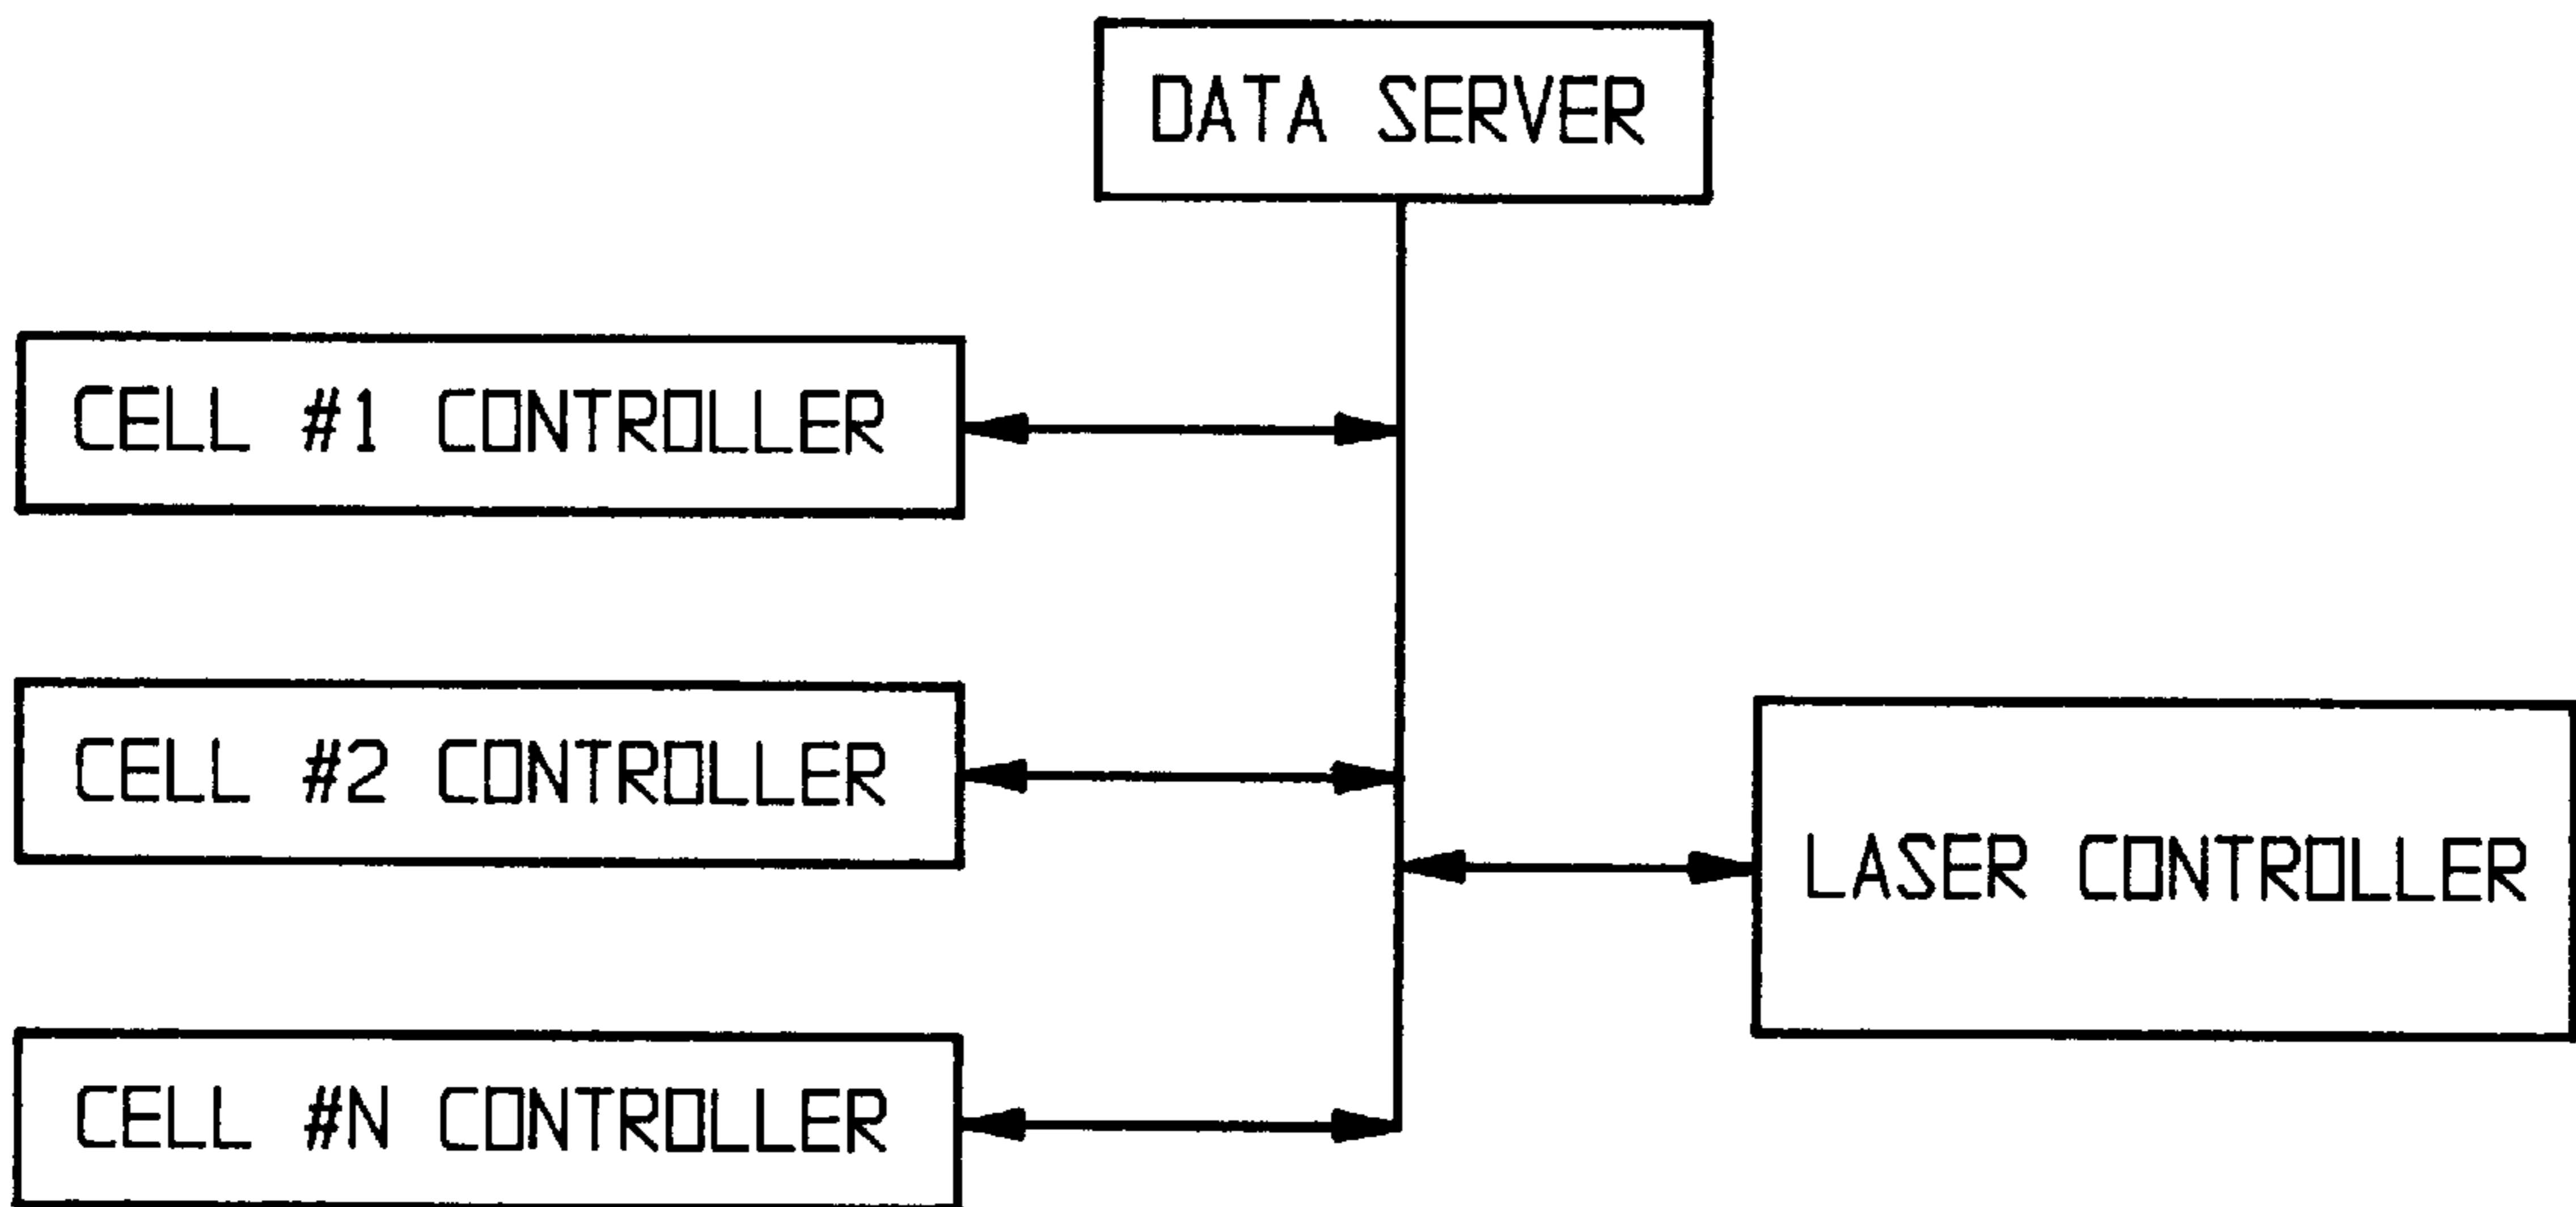 DATA SERVER
CELL #1 CONTROLLER
CELL #2 CONTROLLER
LASER CONTROLLER
CELL #N CONTROLLER